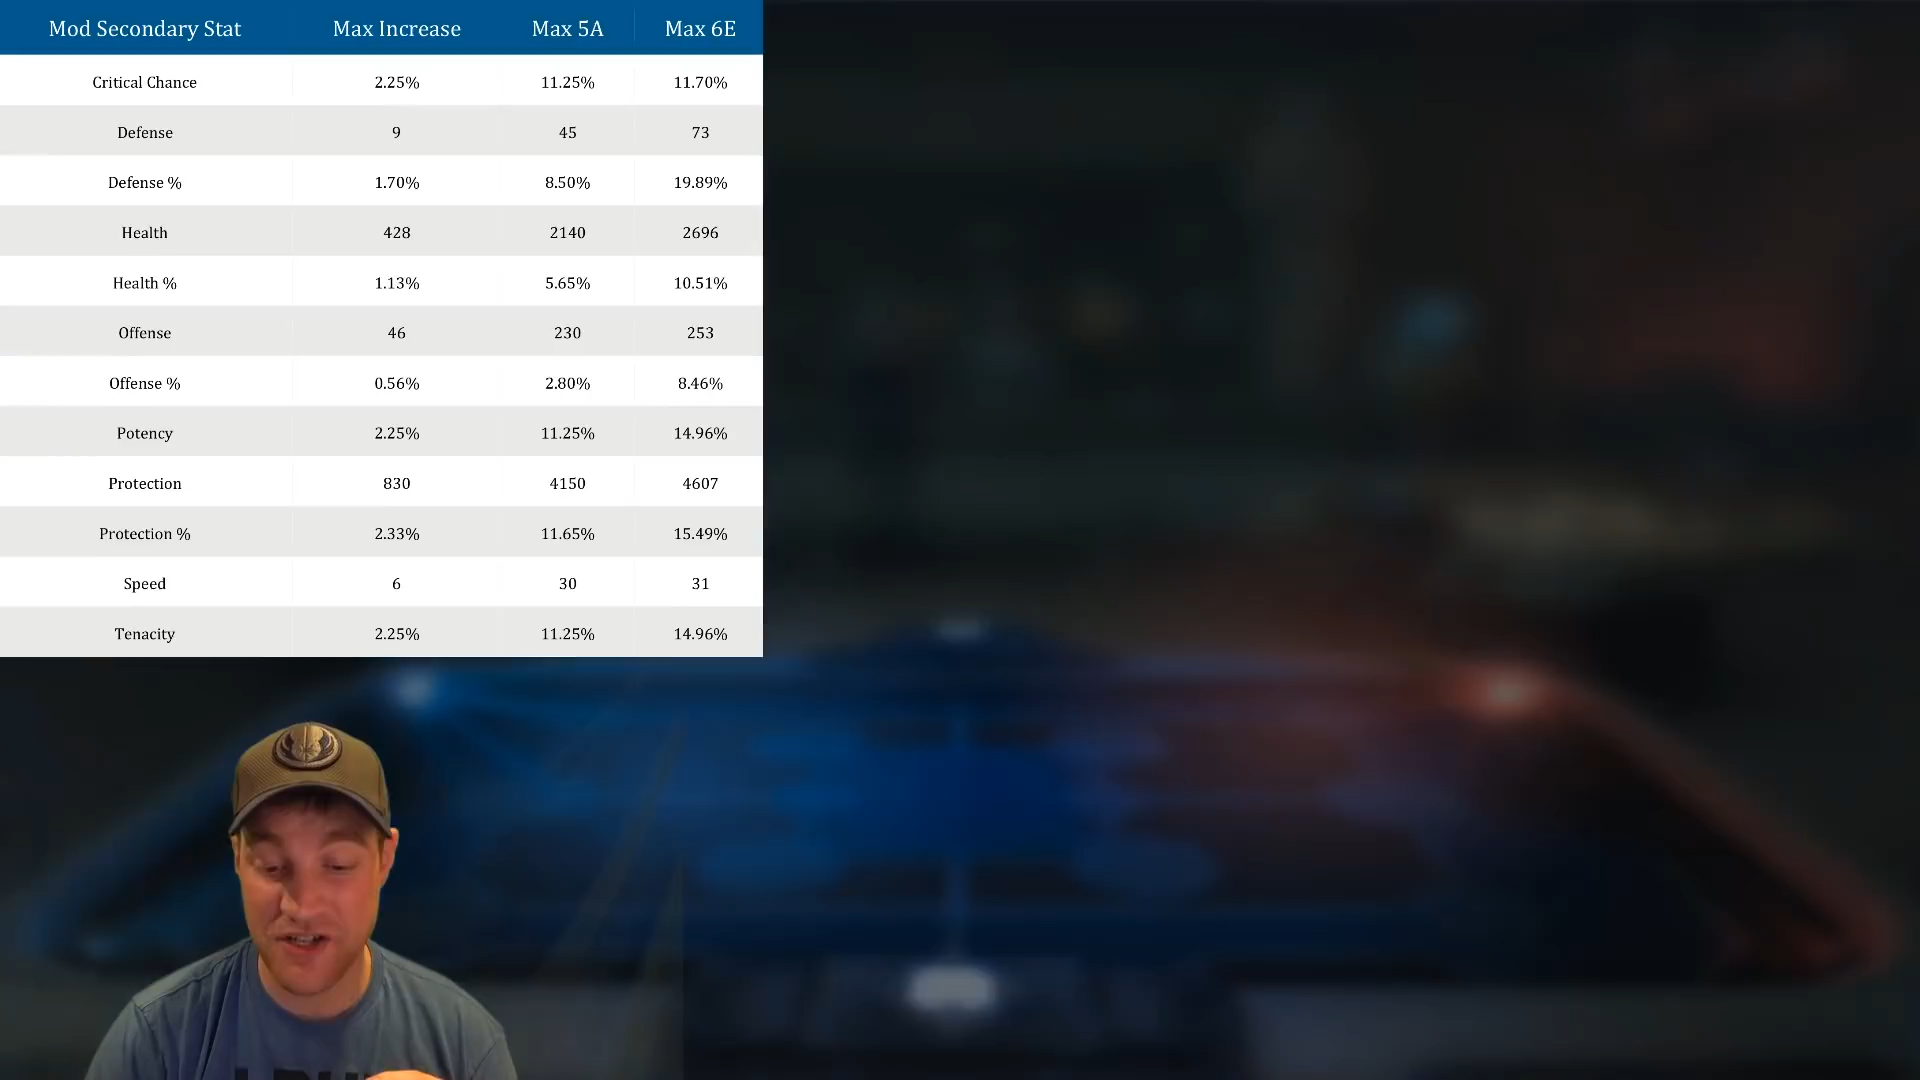 Mod Secondary Stat Max Increase Max 5A Max 6E
Critical Chance 2.25% 11.25% 11.70%
Defense 9 45 73
Defense % 1.70% 8.50% 19.89%
Health 428 2140 2696
Health % 1.13% 5.65% 10.51%
Offense 46 230 253
Offense % 0.56% 2.80% 8.46%
Potency 2.25% 11.25% 14.96%
Protection 830 4150 4607
Protection % 2.33% 11.65% 15.49%
Speed 6 30 31
Tenacity 2.25% 11.25% 14.96%